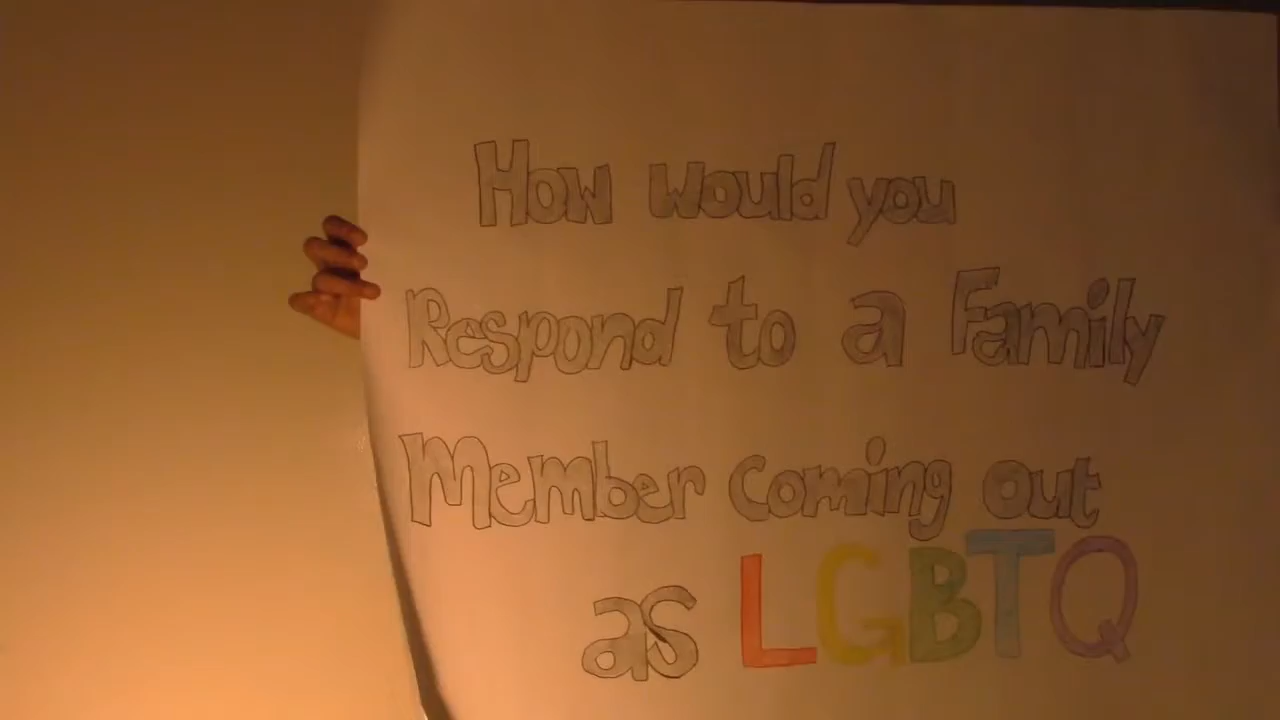 How would you
Respond to a Family
Member coming out
as LGBTQ